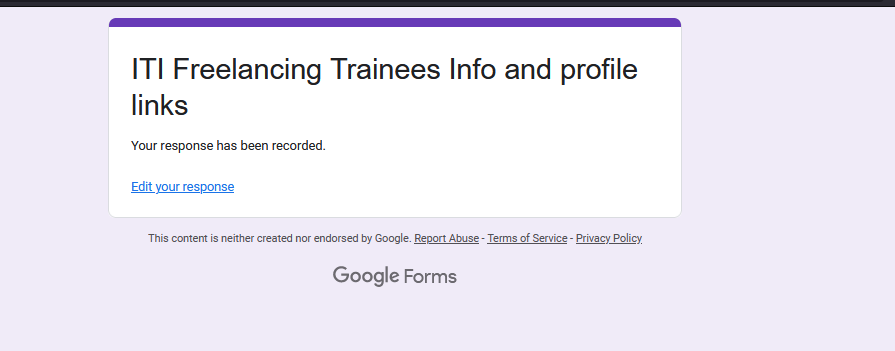 ITI Freelancing Trainees Info and profile
links
Your response has been recorded.
Edit your response
This content is neither created nor endorsed by Google. Report Abuse - Terms of Service - Privacy Policy
Google Forms